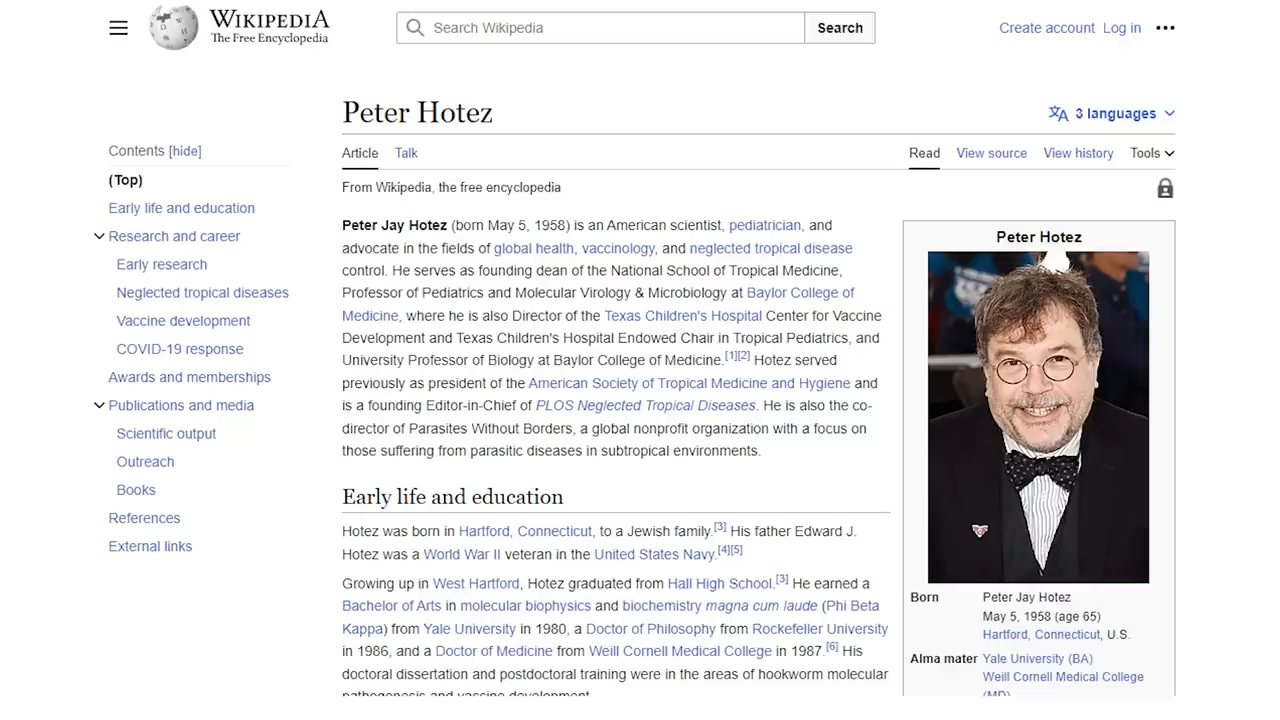 WIKIPEDIA
The Free Encyclopedia
Search Wikipedia
Search
Create account Log in
Peter Hotez
3 languages
Contents [hide]
(Top)
Early life and education
Research and career
Early research
Neglected tropical diseases
Vaccine development
COVID-19 response
Awards and memberships
Publications and media
Scientific output
Outreach
Books
References
External links
Article Talk
Read View source View history Tools
From Wikipedia, the free encyclopedia
Peter Jay Hotez (born May 5, 1958) is an American scientist, pediatrician, and
advocate in the fields of global health, vaccinology, and neglected tropical disease
control. He serves as founding dean of the National School of Tropical Medicine,
Professor of Pediatrics and Molecular Virology & Microbiology at Baylor College of
Medicine, where he is also Director of the Texas Children's Hospital Center for Vaccine
Development and Texas Children's Hospital Endowed Chair in Tropical Pediatrics, and
University Professor of Biology at Baylor College of Medicine.[1][2] Hotez served
previously as president of the American Society of Tropical Medicine and Hygiene and
is a founding Editor-in-Chief of PLOS Neglected Tropical Diseases. He is also the co-
director of Parasites Without Borders, a global nonprofit organization with a focus on
those suffering from parasitic diseases in subtropical environments.
Early life and education
Hotez was born in Hartford, Connecticut, to a Jewish family.[3] His father Edward J.
Hotez was a World War II veteran in the United States Navy.[4][5]
Growing up in West Hartford, Hotez graduated from Hall High School.[3] He earned a
Bachelor of Arts in molecular biophysics and biochemistry magna cum laude (Phi Beta
Kappa) from Yale University in 1980, a Doctor of Philosophy from Rockefeller University
in 1986, and a Doctor of Medicine from Weill Cornell Medical College in 1987.[6] His
doctoral dissertation and postdoctoral training were in the areas of hookworm molecular
pathogenesis and vaccine development.
Peter Hotez
Born Peter Jay Hotez
May 5, 1958 (age 65)
Hartford, Connecticut, U.S.
Alma mater Yale University (BA)
Weill Cornell Medical College
(MD)